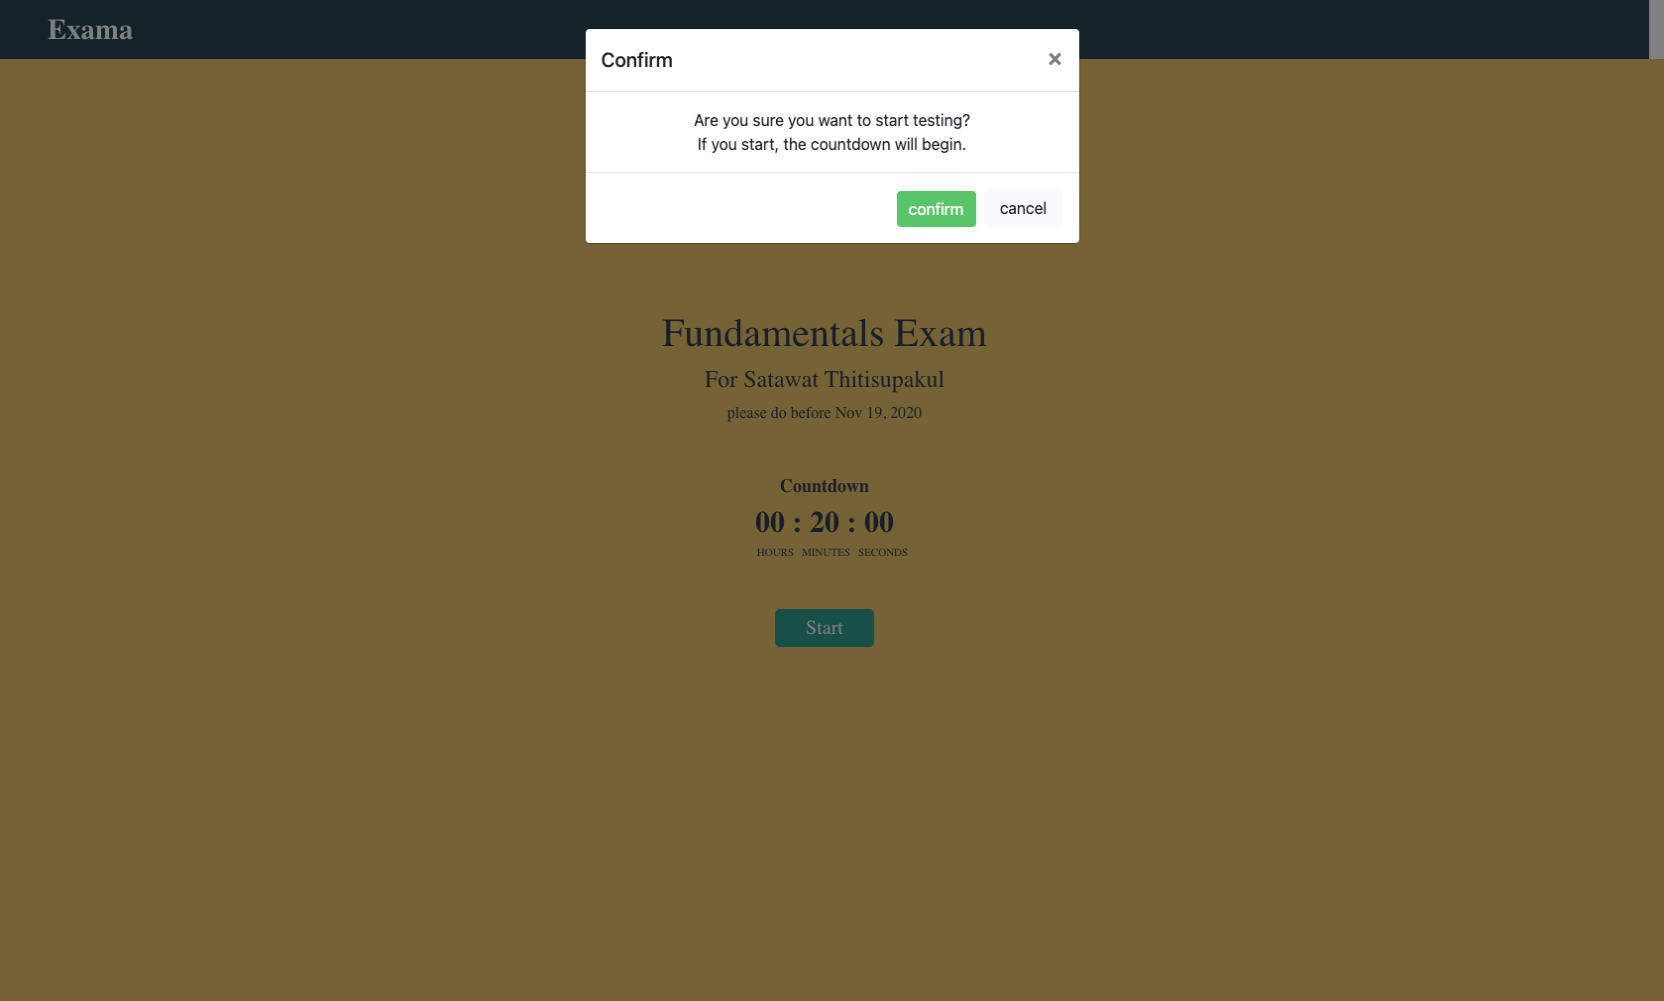 Exama
Confirm
×
Are you sure you want to start testing?
If you start, the countdown will begin.
confirm cancel
Fundamentals Exam
For Satawat Thitisupakul
please do before Nov 19, 2020
Countdown
00 : 20 : 00
HOURS MINUTES SECONDS
Start